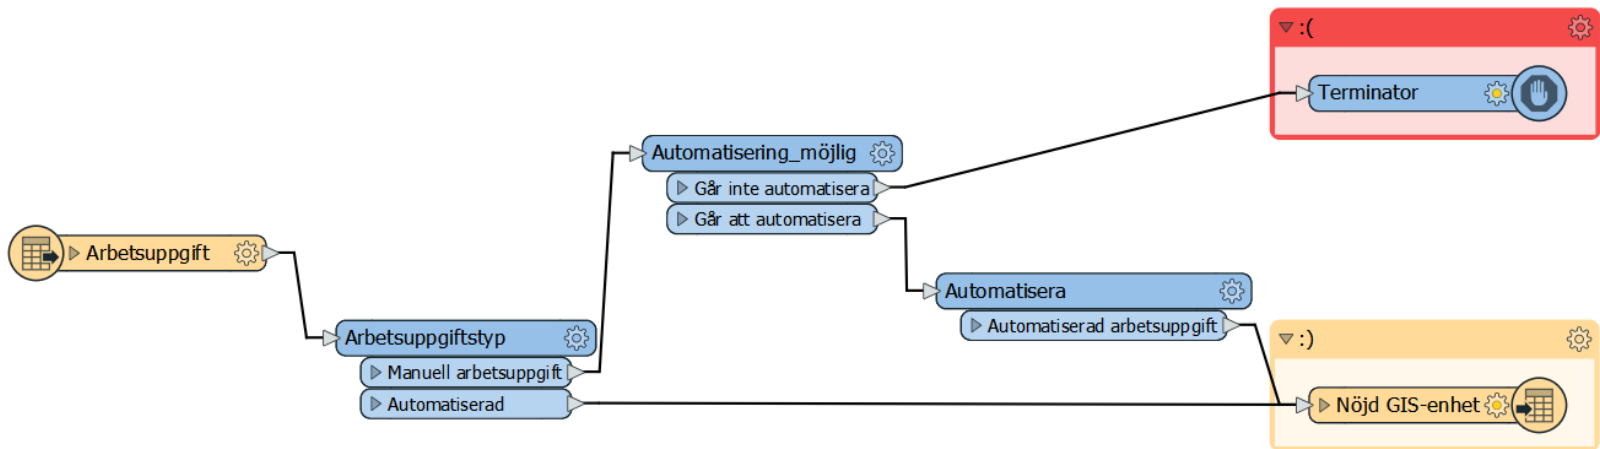 :(
Terminator
Automatisering_möjlig
Går inte automatisera
Går att automatisera
Arbetsuppgift
Automatisera
Automatiserad arbetsuppgift
Arbetsuppgiftstyp
Manuell arbetsuppgift
Automatiserad
:)
Nöjd GIS-enhet